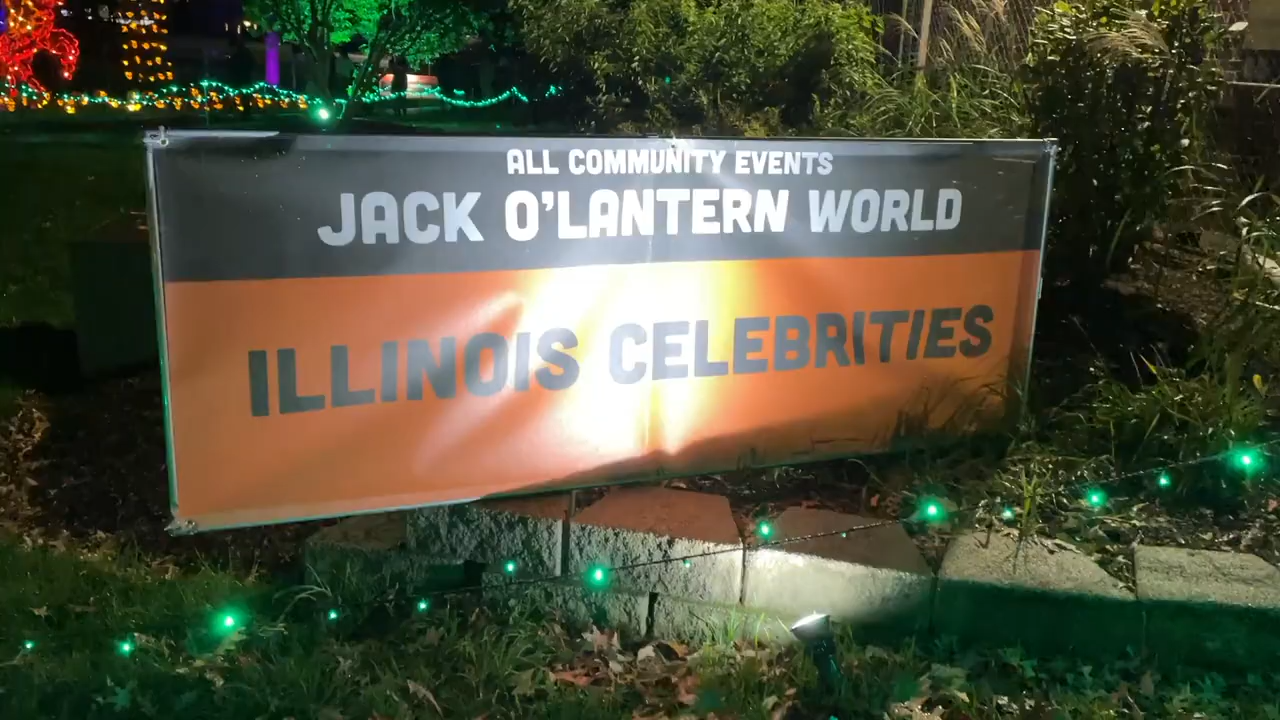 ALL COMMUNITY EVENTS
JACK O'LANTERN WORLD
ILLINOIS CELEBRITIES